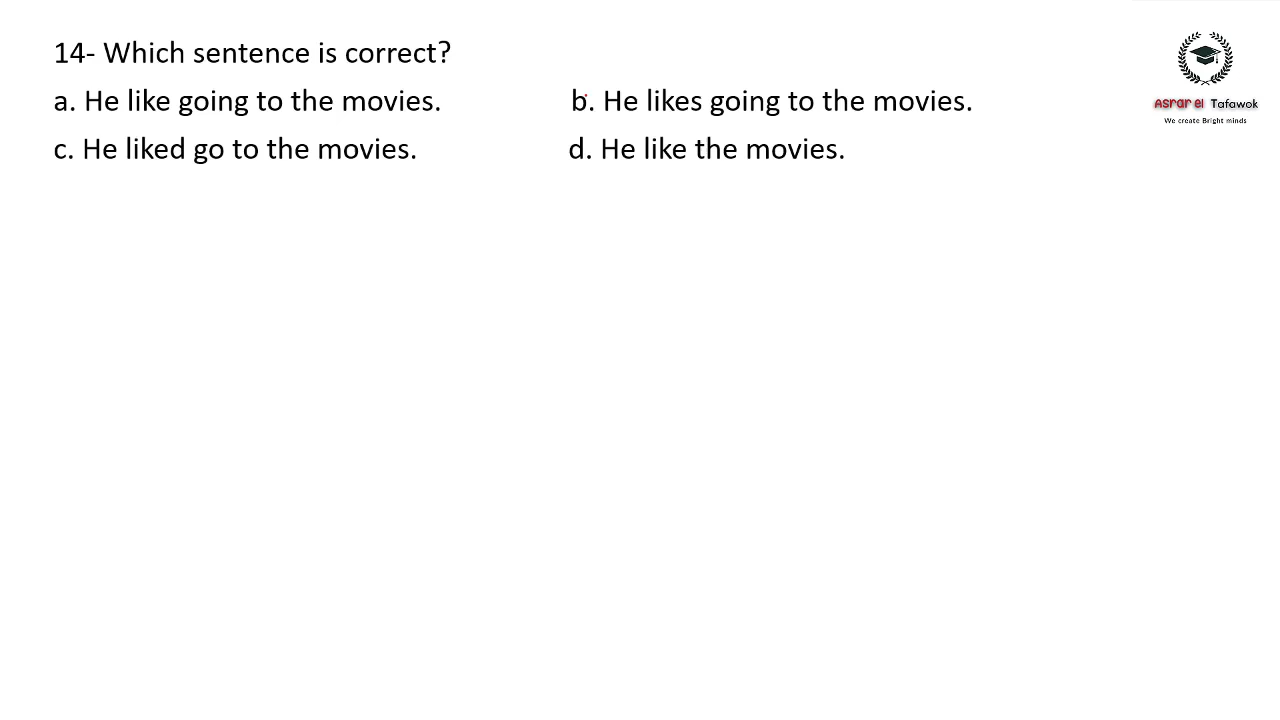 14- Which sentence is correct?
a. He like going to the movies. b. He likes going to the movies.
c. He liked go to the movies. d. He like the movies.
Asrar el Tafawok
We create Bright minds